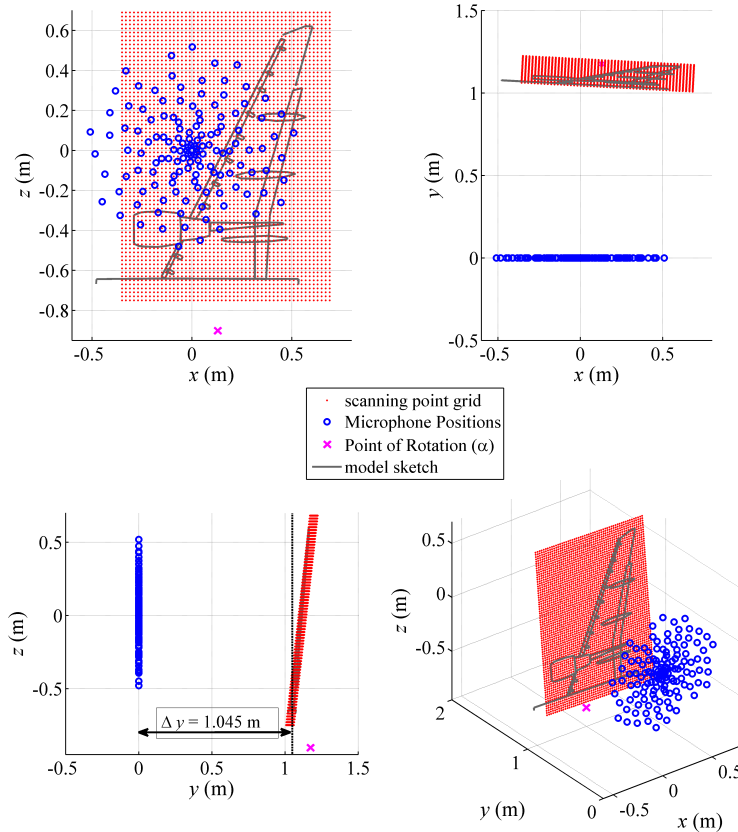 0.6
0.4
0.2
0
-0.2
-0.4
-0.6
-0.8
z (m)
-0.5
0
0.5
x (m)
1.5
1
0.5
0
-0.5
y (m)
-0.5
0
0.5
x (m)
scanning point grid
Microphone Positions
Point of Rotation (α)
model sketch
0.5
0
-0.5
z (m)
Δ y = 1.045 m
-0.5
0
0.5
1
1.5
y (m)
0.5
0
-0.5
z (m)
2
1
0
y (m)
-0.5
0
0.5
x (m)